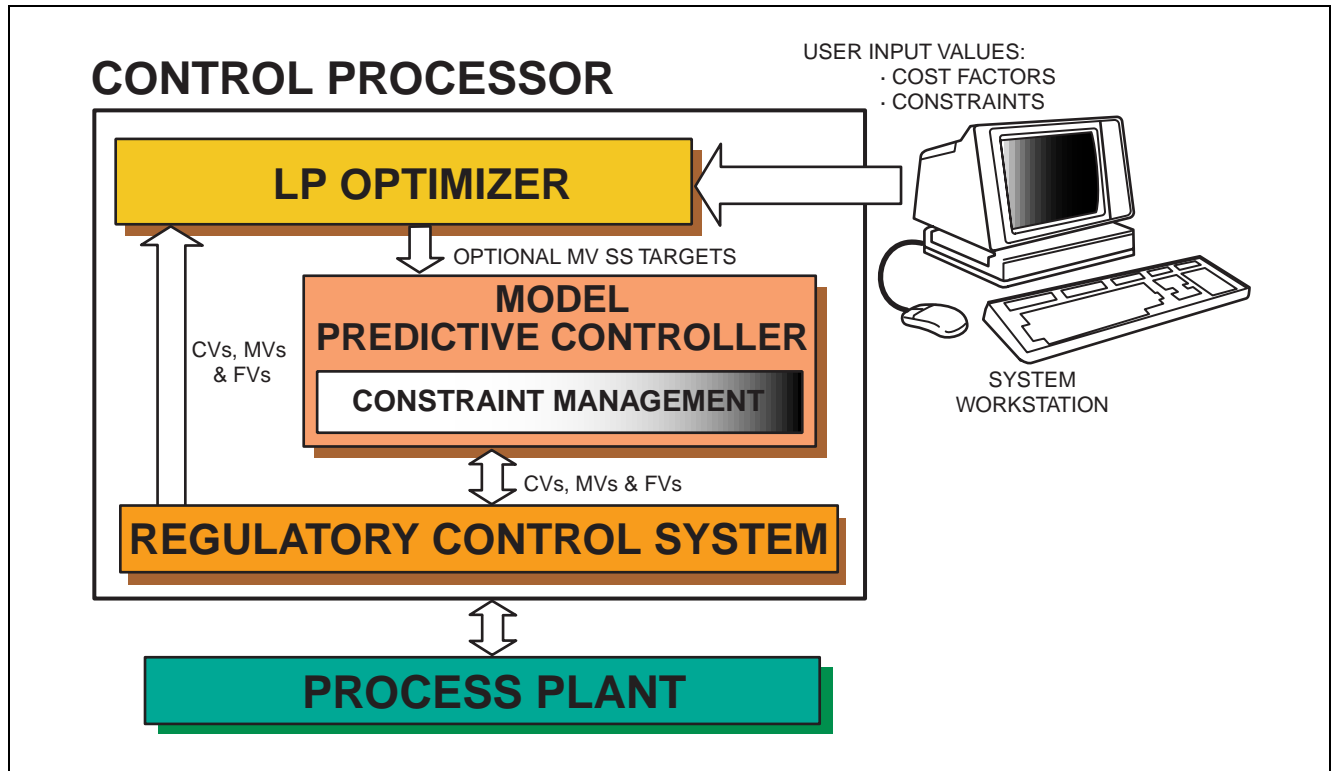 USER INPUT VALUES:
· COST FACTORS
· CONSTRAINTS
CONTROL PROCESSOR
LP OPTIMIZER
OPTIONAL MV SS TARGETS
MODEL
PREDICTIVE CONTROLLER
CONSTRAINT MANAGEMENT
CVs, MVs
& FVs
SYSTEM
WORKSTATION
CVs, MVs & FVs
REGULATORY CONTROL SYSTEM
PROCESS PLANT